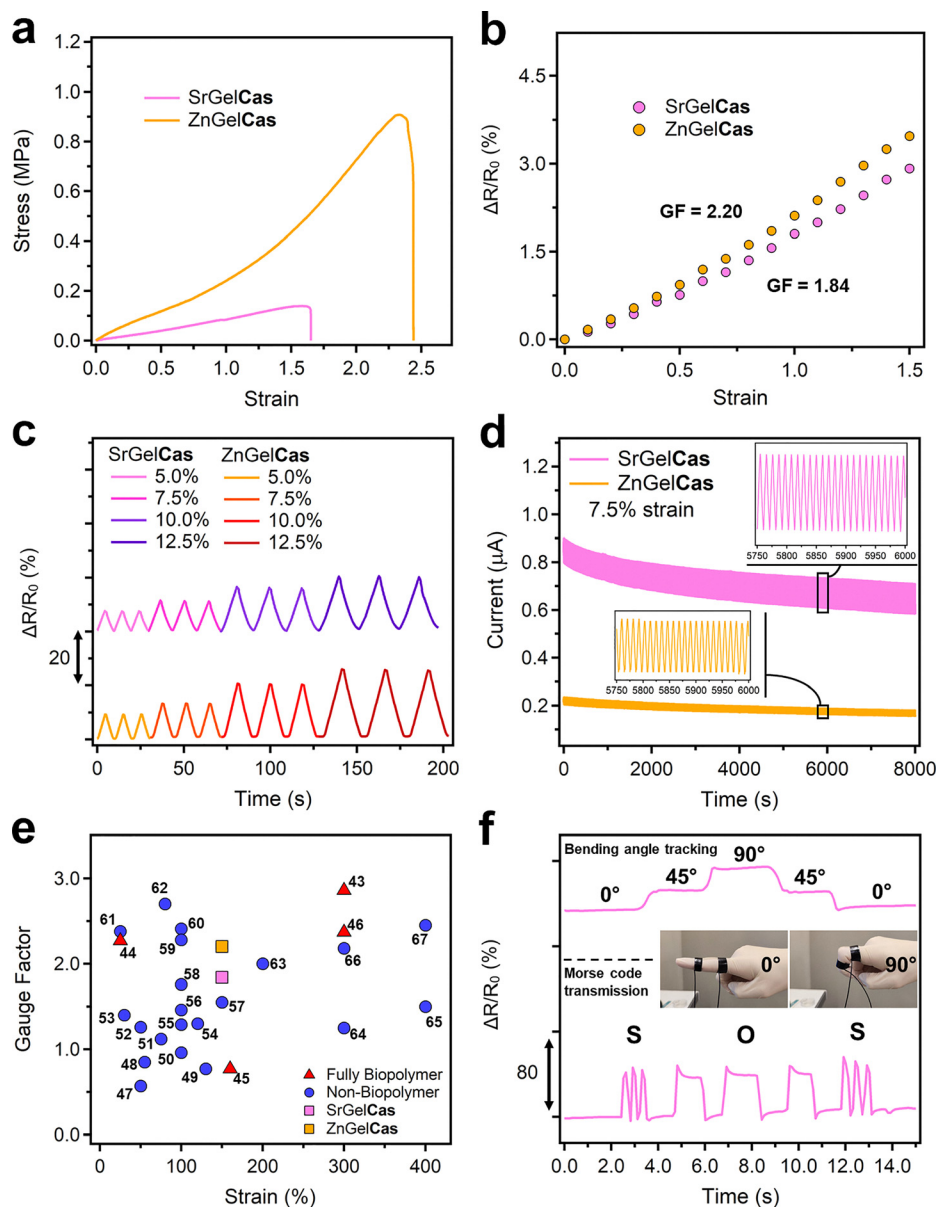 a
1.2
1.0
0.8
0.6
0.4
0.2
0.0
Stress (MPa)
SrGelCas
ZnGelCas
0.0 0.5 1.0 1.5 2.0 2.5
Strain
b
4.5
3.0
1.5
0.0
ΔR/R₀ (%)
SrGelCas
ZnGelCas
GF = 2.20
GF = 1.84
0.0 0.5 1.0 1.5
Strain
c
SrGelCas ZnGelCas
5.0% 5.0%
7.5% 7.5%
10.0% 10.0%
12.5% 12.5%
ΔR/R₀ (%)
20
0 50 100 150 200
Time (s)
d
1.2
1.0
0.8
0.6
0.4
0.2
Current (μA)
SrGelCas
ZnGelCas
7.5% strain
5750 5800 5850 5900 5950 6000
5750 5800 5850 5900 5950 6000
0 2000 4000 6000 8000
Time (s)
e
3.0
2.0
1.0
0.0
Gauge Factor
62
43
61
60
46
67
44
59
66
58
63
53
56
57
52
55
54
64
65
51
48
50
49
45
47
Fully Biopolymer
Non-Biopolymer
SrGelCas
ZnGelCas
0 100 200 300 400
Strain (%)
f
Bending angle tracking
90°
45° 45°
0° 0°
ΔR/R₀ (%)
Morse code
transmission
0°
90°
S O S
80
0.0 2.0 4.0 6.0 8.0 10.0 12.0 14.0
Time (s)